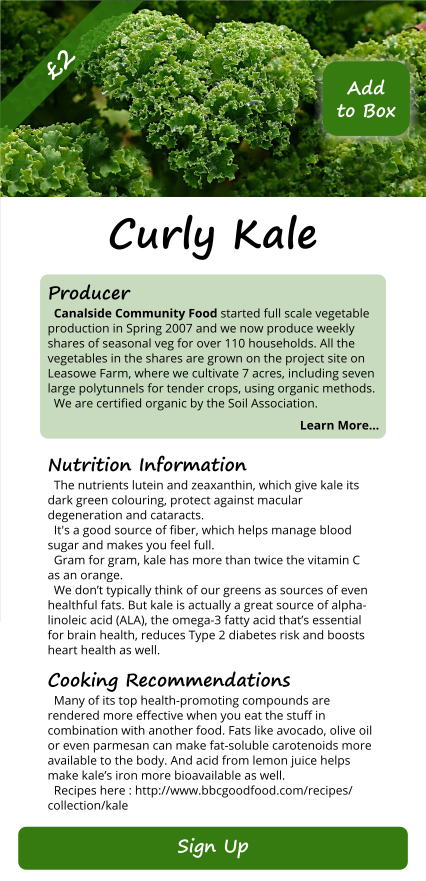 £2
Add
to Box
Curly Kale
Producer
Canalside Community Food started full scale vegetable
production in Spring 2007 and we now produce weekly
shares of seasonal veg for over 110 households. All the
vegetables in the shares are grown on the project site on
Leasowe Farm, where we cultivate 7 acres, including seven
large polytunnels for tender crops, using organic methods.
We are certified organic by the Soil Association.
Learn More...
Nutrition Information
The nutrients lutein and zeaxanthin, which give kale its
dark green colouring, protect against macular
degeneration and cataracts.
It's a good source of fiber, which helps manage blood
sugar and makes you feel full.
Gram for gram, kale has more than twice the vitamin C
as an orange.
We don’t typically think of our greens as sources of even
healthful fats. But kale is actually a great source of alpha-
linoleic acid (ALA), the omega-3 fatty acid that’s essential
for brain health, reduces Type 2 diabetes risk and boosts
heart health as well.
Cooking Recommendations
Many of its top health-promoting compounds are
rendered more effective when you eat the stuff in
combination with another food. Fats like avocado, olive oil
or even parmesan can make fat-soluble carotenoids more
available to the body. And acid from lemon juice helps
make kale’s iron more bioavailable as well.
Recipes here : http://www.bbcgoodfood.com/recipes/
collection/kale
Sign Up